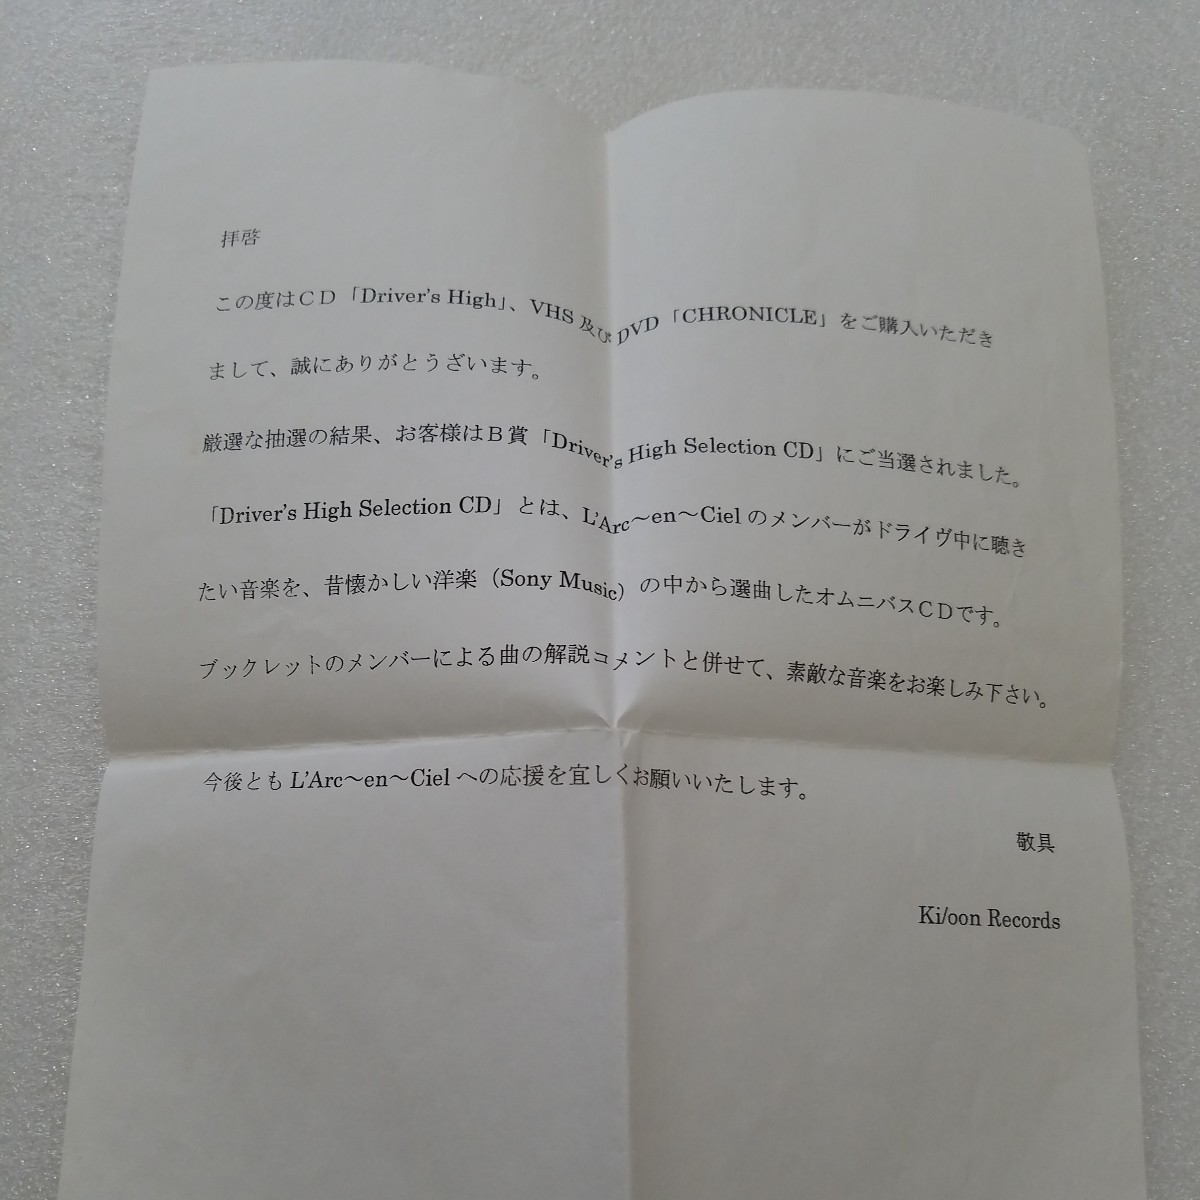 拝啓
この度はＣＤ「Driver's High」、VHS 及び DVD「CHRONICLE」をご購入いただき
まして、誠にありがとうざいます。
厳選な抽選の結果、お客様はＢ賞「Driver's High Selection CD」にご当選されました。
「Driver's High Selection CD」とは、L'Arc～en～Ciel のメンバーがドライヴ中に聴き
たい音楽を、昔懐かしい洋楽（Sony Music）の中から選曲したオムニバスＣＤです。
ブックレットのメンバーによる曲の解説コメントと併せて、素敵な音楽をお楽しみ下さい。
今後とも L'Arc～en～Ciel への応援を宜しくお願いいたします。
敬具
Ki/oon Records